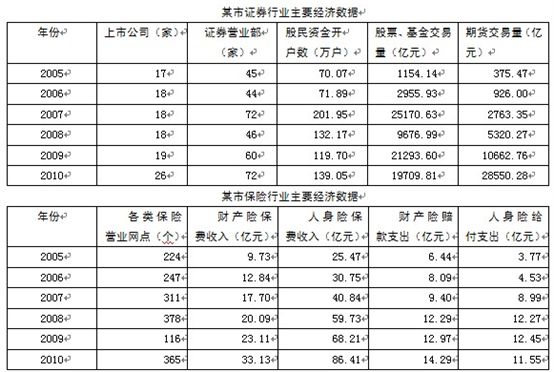 某市证券行业主要经济数据
年份 上市公司（家） 证券营业部（家） 股民资金开户数（万户） 股票、基金交易量（亿元） 期货交易量（亿元）
2005 17 45 70.07 1154.14 375.47
2006 18 44 71.89 2955.93 926.00
2007 18 72 201.95 25170.63 2763.35
2008 18 46 132.17 9676.99 5320.27
2009 19 60 119.70 21293.60 10662.76
2010 26 72 139.05 19709.81 28550.28
某市保险行业主要经济数据
年份 各类保险营业网点（个） 财产险保费收入（亿元） 人身险保费收入（亿元） 财产险赔款支出（亿元） 人身险给付支出（亿元）
2005 224 9.73 25.47 6.44 3.77
2006 247 12.84 30.75 8.09 4.53
2007 311 17.70 40.84 9.40 8.99
2008 378 20.09 59.73 12.29 12.27
2009 116 23.11 68.21 12.97 12.45
2010 365 33.13 86.41 14.29 11.55